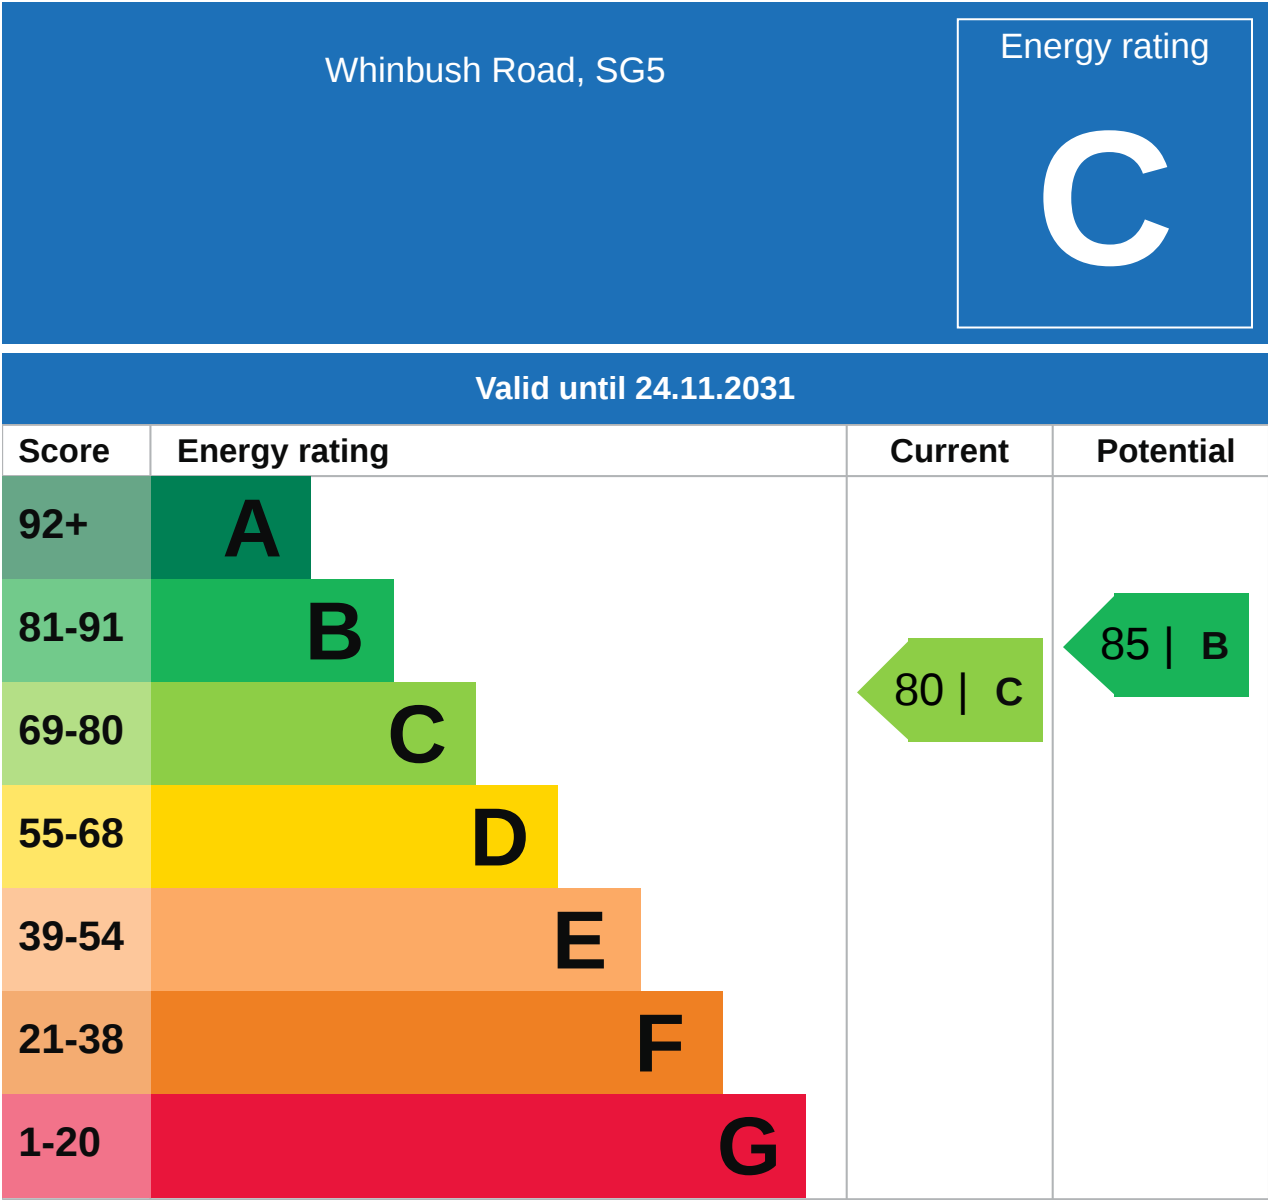 Whinbush Road, SG5
Energy rating
C
Valid until 24.11.2031
Score Energy rating Current Potential
92+ A
81-91 B
85 | B
80 | C
69-80 C
55-68 D
39-54 E
21-38 F
1-20 G